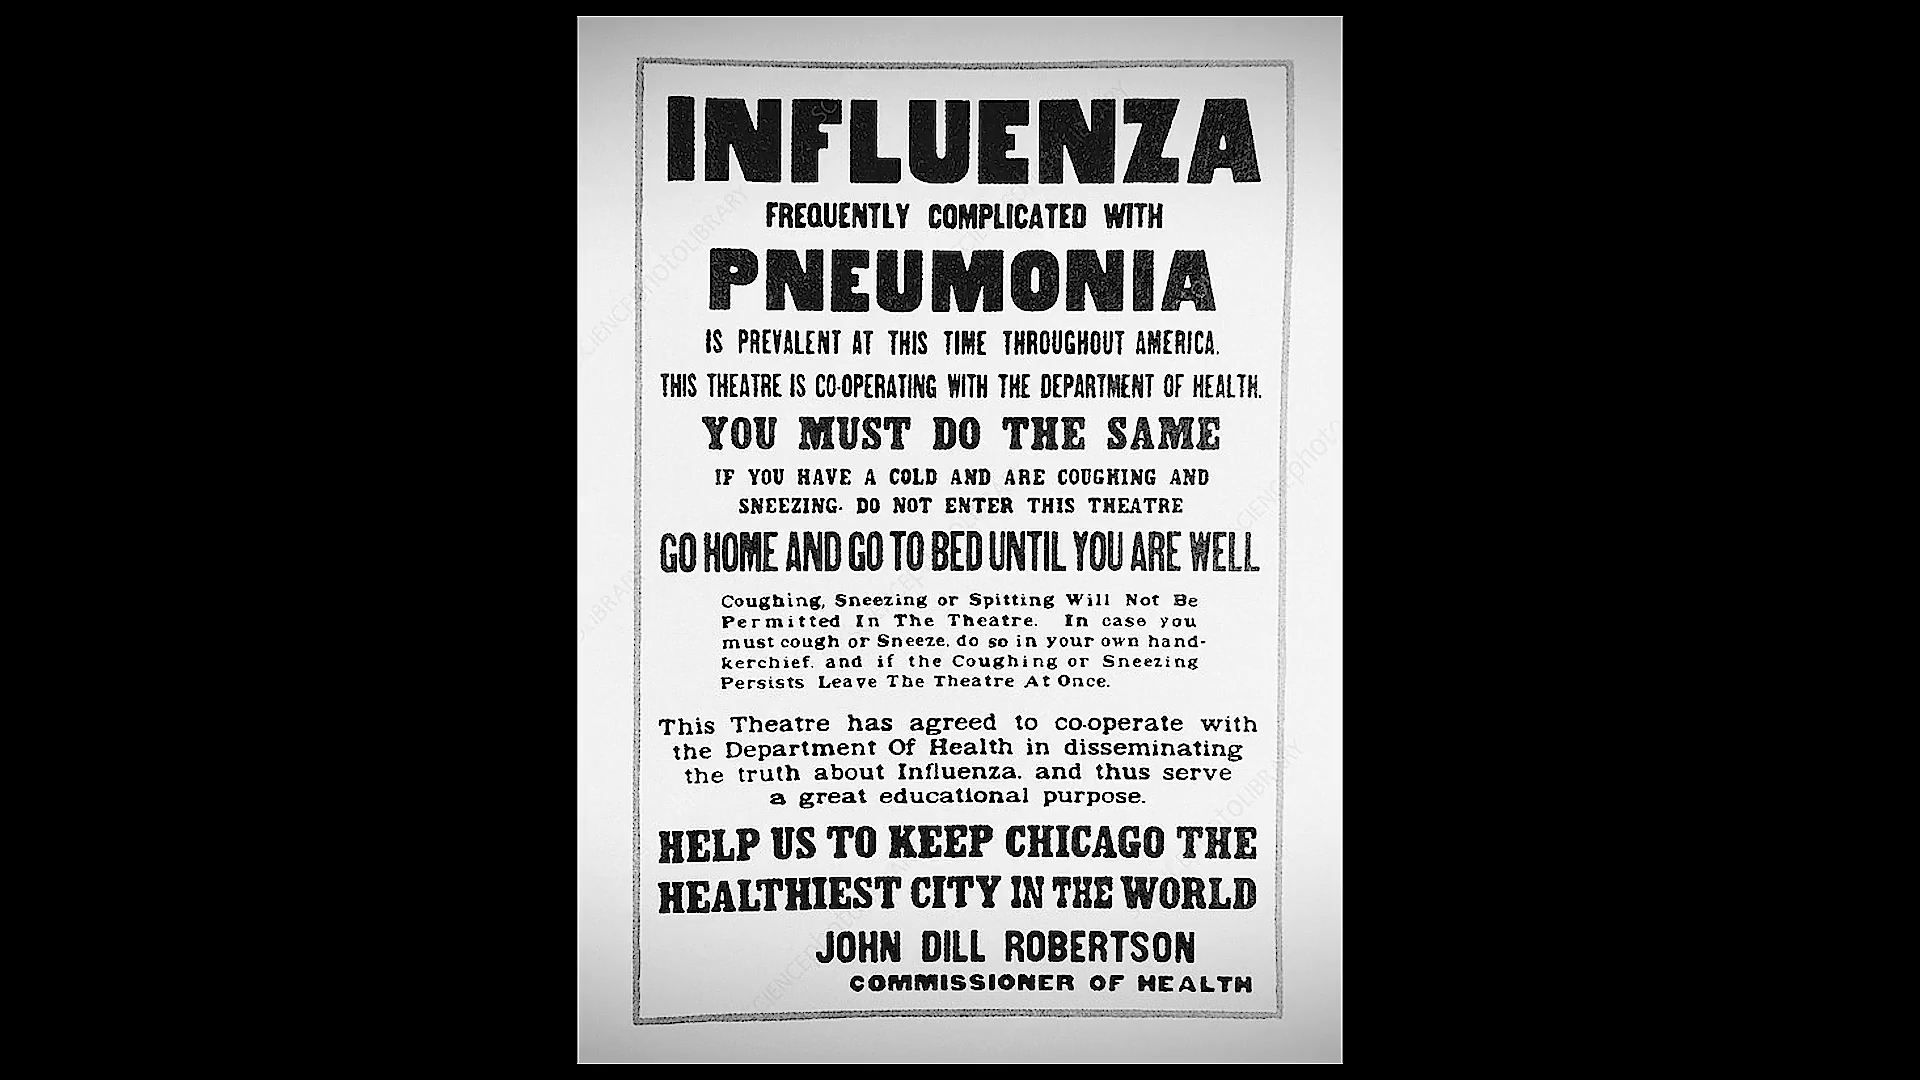 INFLUENZA
FREQUENTLY COMPLICATED WITH
PNEUMONIA
IS PREVALENT AT THIS TIME THROUGHOUT AMERICA.
THIS THEATRE IS CO-OPERATING WITH THE DEPARTMENT OF HEALTH.
YOU MUST DO THE SAME
IF YOU HAVE A COLD AND ARE COUGHING AND
SNEEZING. DO NOT ENTER THIS THEATRE
GO HOME AND GO TO BED UNTIL YOU ARE WELL
Coughing, Sneezing or Spitting Will Not Be
Permitted In The Theatre. In case you
must cough or Sneeze, do so in your own hand-
kerchief. and if the Coughing or Sneezing
Persists Leave The Theatre At Once.
This Theatre has agreed to co-operate with
the Department Of Health in disseminating
the truth about Influenza. and thus serve
a great educational purpose.
HELP US TO KEEP CHICAGO THE
HEALTHIEST CITY IN THE WORLD
JOHN DILL ROBERTSON
COMMISSIONER OF HEALTH